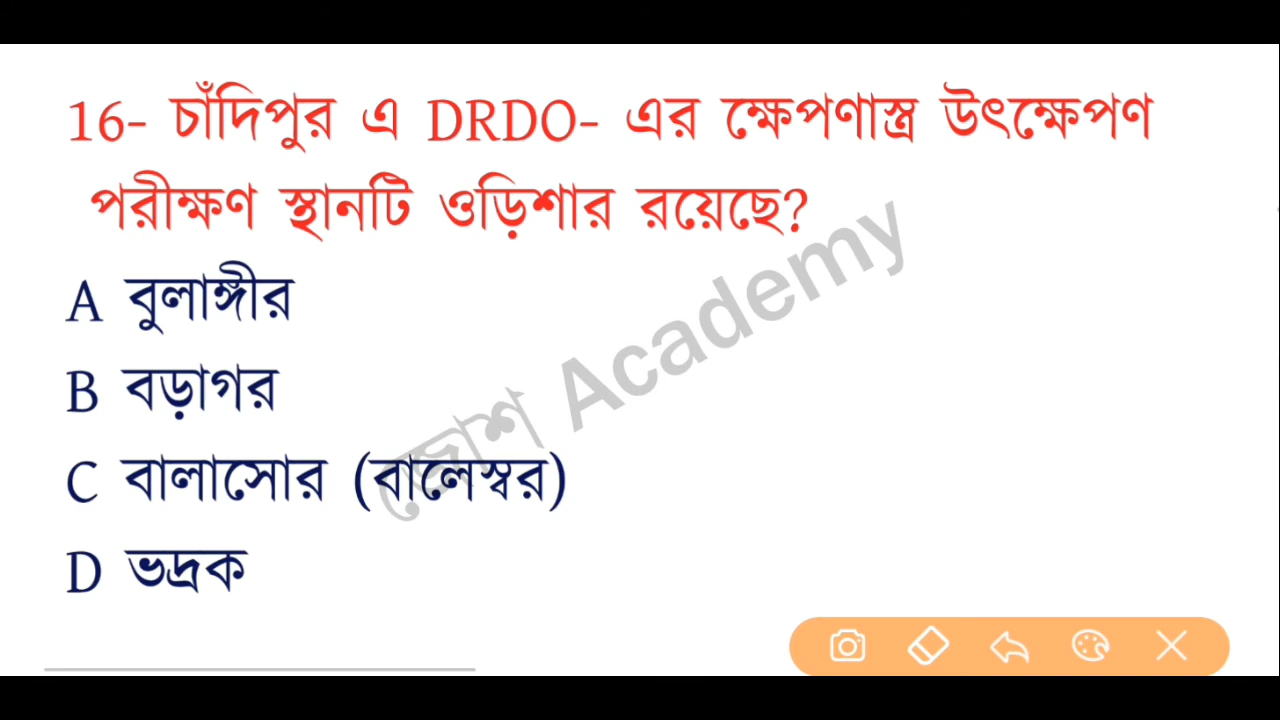 16- চাঁদিপুর এ DRDO- এর ক্ষেপণাস্ত্র উৎক্ষেপণ
পরীক্ষণ স্থানটি ওড়িশার রয়েছে?
A বুলাঙ্গীর
B বড়াগর
C বালাসোর (বালেস্বর)
D ভদ্রক
জোশ Academy